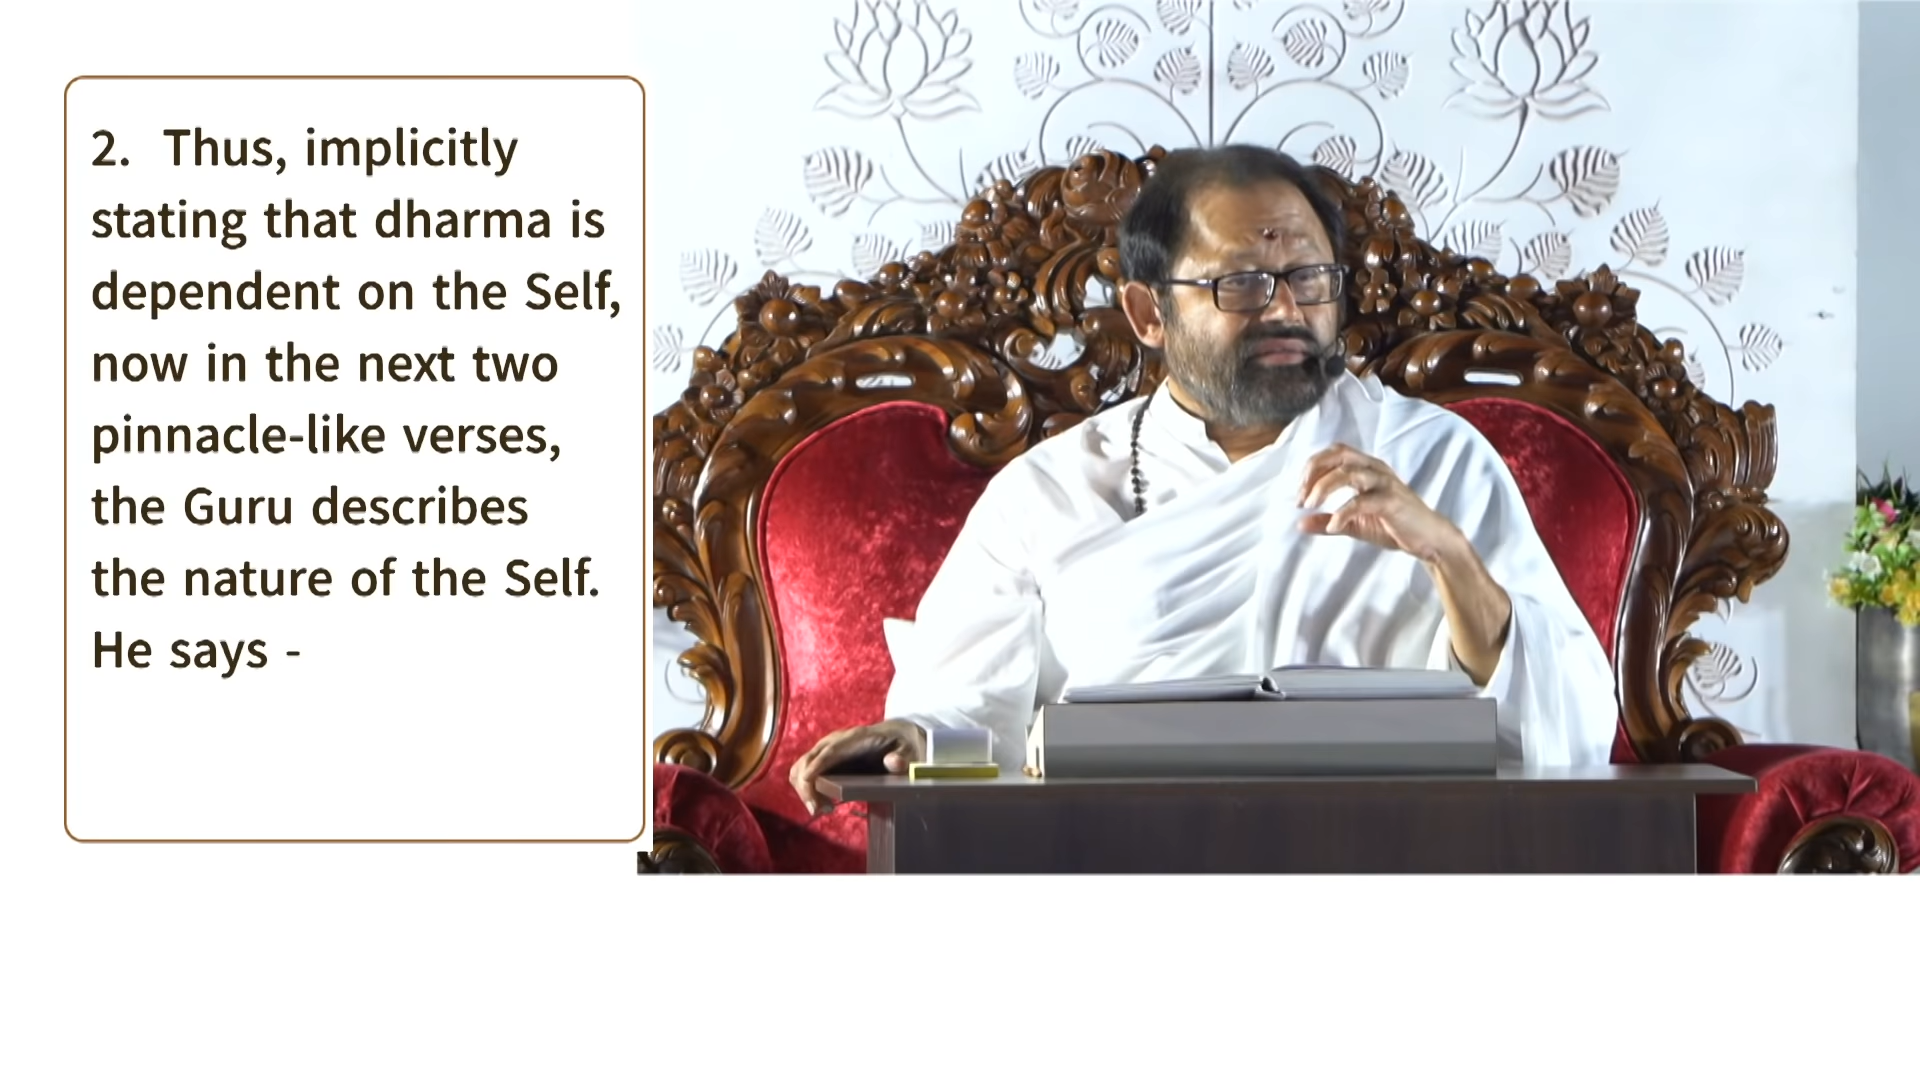 2. Thus, implicitly
stating that dharma is
dependent on the Self,
now in the next two
pinnacle-like verses,
the Guru describes
the nature of the Self.
He says -